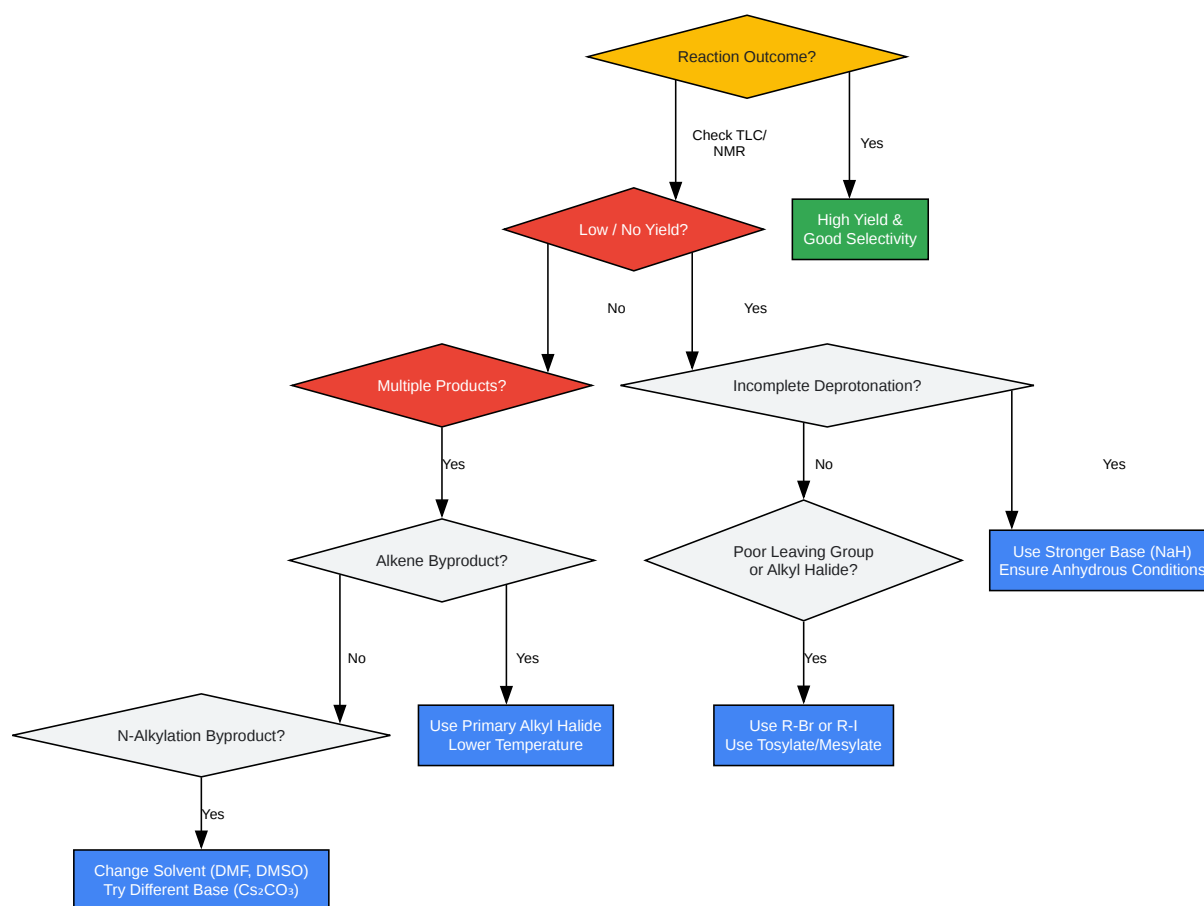 Reaction Outcome?
Check TLC/
NMR
Yes
Low / No Yield?
High Yield &
Good Selectivity
No
Yes
Multiple Products?
Incomplete Deprotonation?
Yes
No
Yes
Alkene Byproduct?
Poor Leaving Group
or Alkyl Halide?
Use Stronger Base (NaH)
Ensure Anhydrous Conditions
No
Yes
Yes
N-Alkylation Byproduct?
Use Primary Alkyl Halide
Lower Temperature
Use R-Br or R-I
Use Tosylate/Mesylate
Yes
Change Solvent (DMF, DMSO)
Try Different Base (Cs₂CO₃)